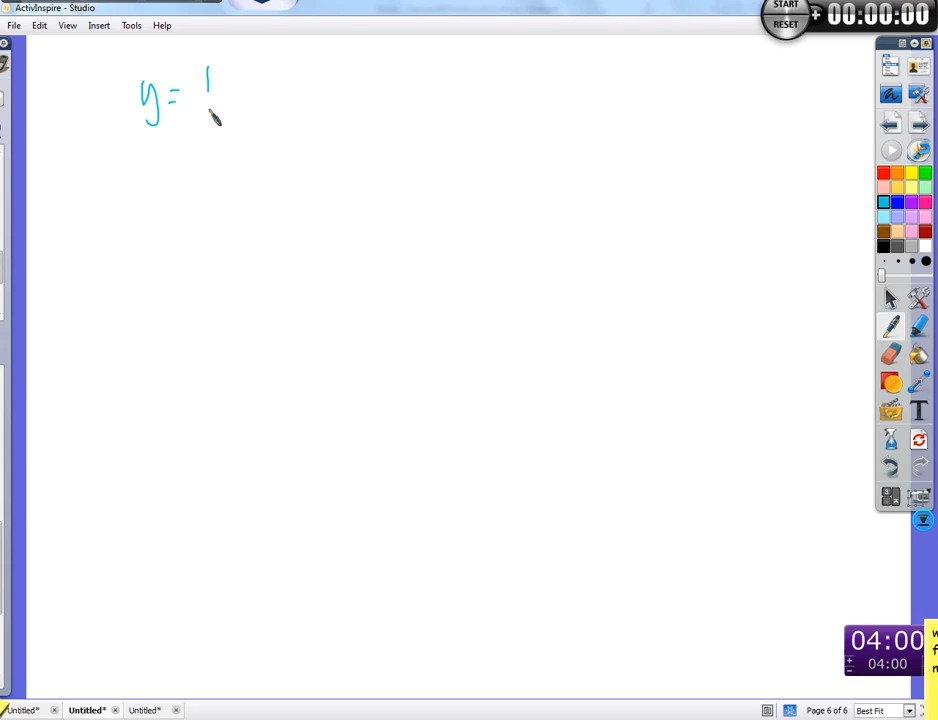 ActivInspire - Studio
START
RESET
00:00:00
File Edit View Insert Tools Help
y= 1
T
04:00
04:00
Untitled* Untitled* Untitled* Page 6 of 6 Best Fit